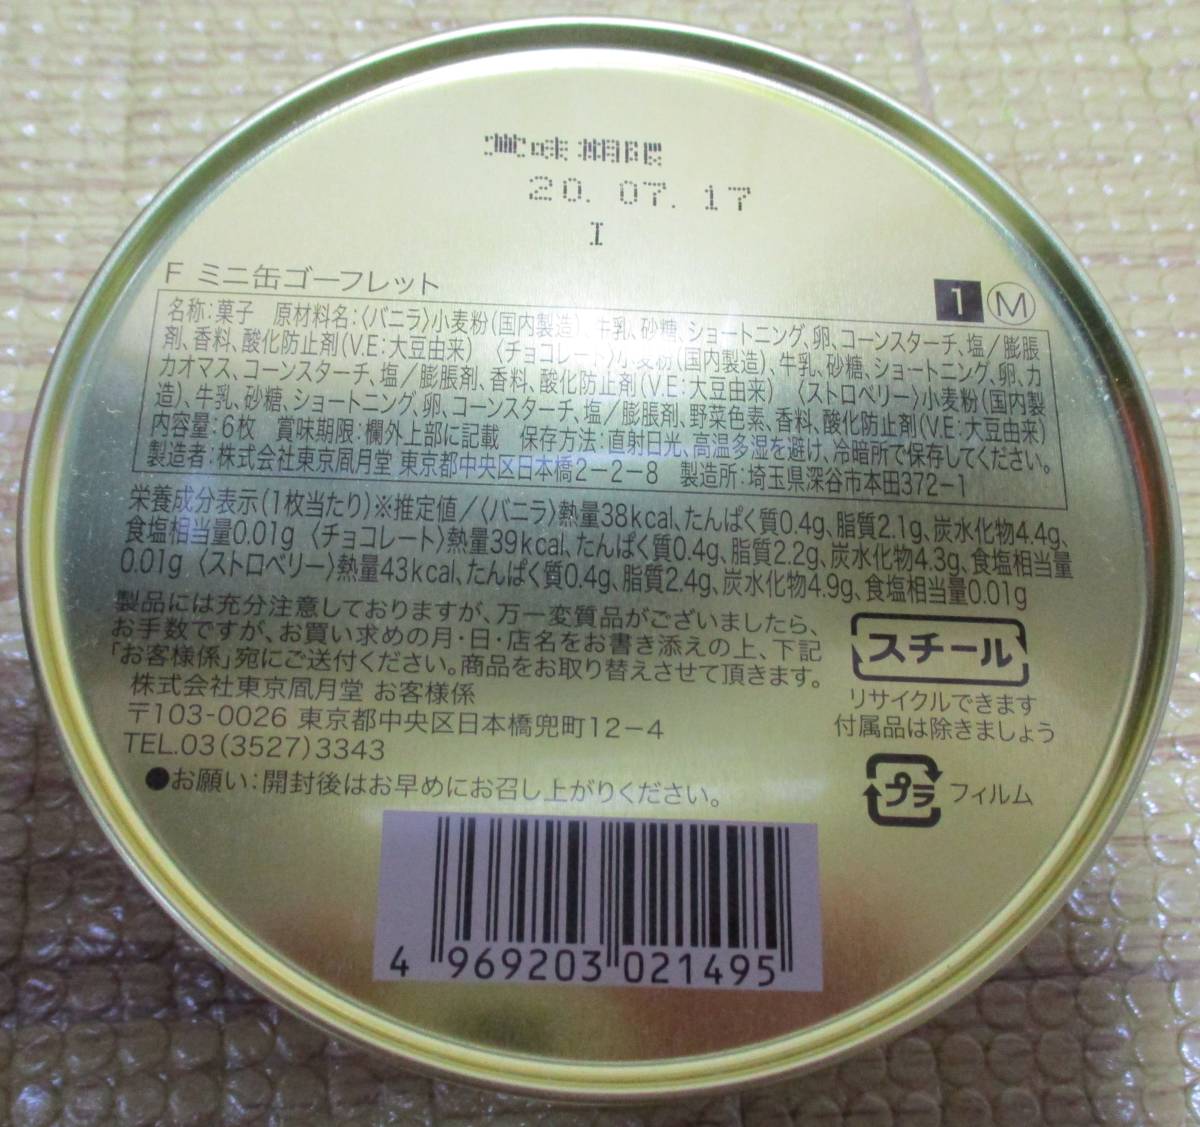 賞味期限
20. 07. 17
I
F ミニ缶ゴーフレット
1 M
名称:菓子 原材料名:〈バニラ〉小麦粉(国内製造)、牛乳、砂糖、ショートニング、卵、コーンスターチ、塩/膨脹
剤、香料、酸化防止剤(V.E:大豆由来) 〈チョコレート〉小麦粉(国内製造)、牛乳、砂糖、ショートニング、卵、カ
カオマス、コーンスターチ、塩/膨脹剤、香料、酸化防止剤(V.E:大豆由来) 〈ストロベリー〉小麦粉(国内製
造)、牛乳、砂糖、ショートニング、卵、コーンスターチ、塩/膨脹剤、野菜色素、香料、酸化防止剤(V.E:大豆由来)
内容量:6枚 賞味期限:欄外上部に記載 保存方法:直射日光、高温多湿を避け、冷暗所で保存してください。
製造者:株式会社東京凮月堂 東京都中央区日本橋2-2-8 製造所:埼玉県深谷市本田372-1
栄養成分表示(1枚当たり)※推定値/〈バニラ〉熱量38kcal、たんぱく質0.4g、脂質2.1g、炭水化物4.4g、
食塩相当量0.01g 〈チョコレート〉熱量39kcal、たんぱく質0.4g、脂質2.2g、炭水化物4.3g、食塩相当量
0.01g 〈ストロベリー〉熱量43kcal、たんぱく質0.4g、脂質2.4g、炭水化物4.9g、食塩相当量0.01g
製品には充分注意しておりますが、万一変質品がございましたら、
お手数ですが、お買い求めの月・日・店名をお書き添えの上、下記
「お客様係」宛にご送付ください。商品をお取り替えさせて頂きます。
株式会社東京凮月堂 お客様係
〒103-0026 東京都中央区日本橋兜町12-4
TEL.03(3527)3343
●お願い:開封後はお早めにお召し上がりください。
スチール
リサイクルできます
付属品は除きましょう
プラ フィルム
4 969203 021495